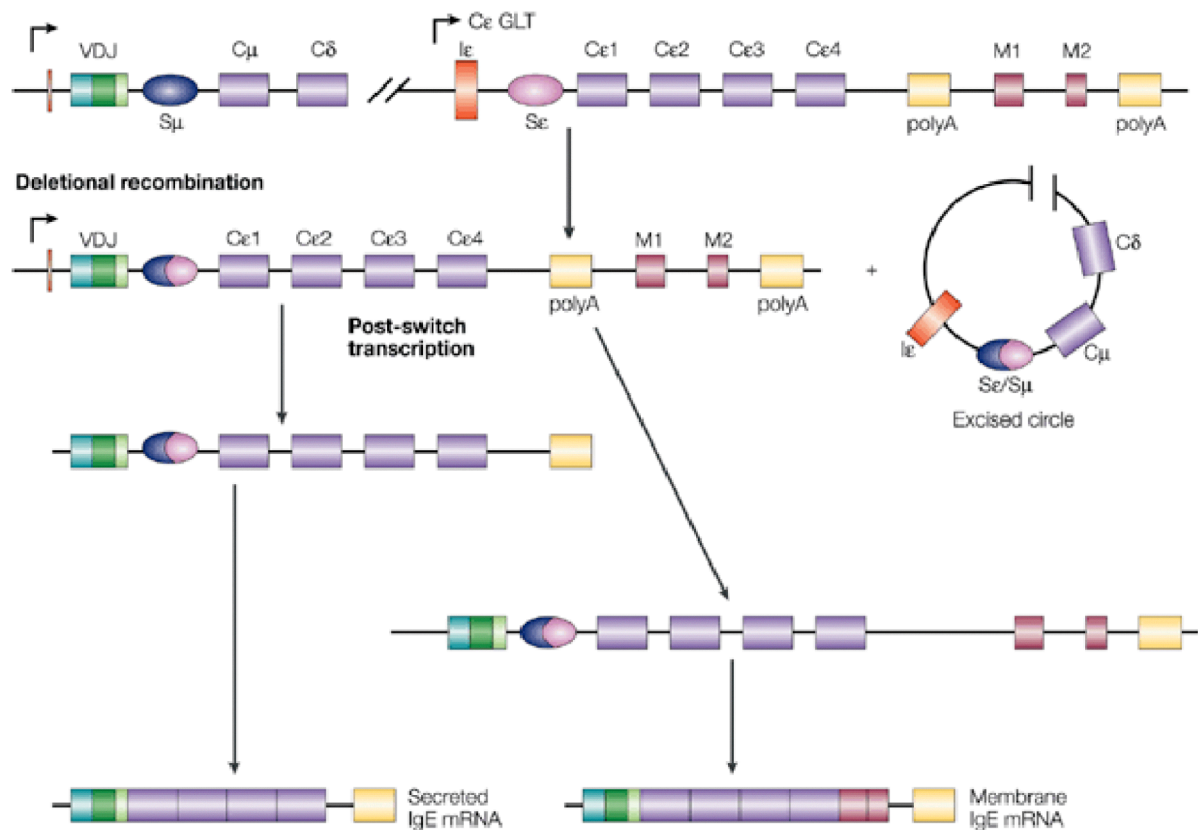 Cε GLT
VDJ
Cμ
Cδ
Iε
Cε1
Cε2
Cε3
Cε4
M1
M2
Sμ
Sε
polyA
polyA
Deletional recombination
VDJ
Cε1
Cε2
Cε3
Cε4
M1
M2
polyA
polyA
+
Cδ
Cμ
Iε
Sε/Sμ
Excised circle
Post-switch
transcription
Secreted
IgE mRNA
Membrane
IgE mRNA